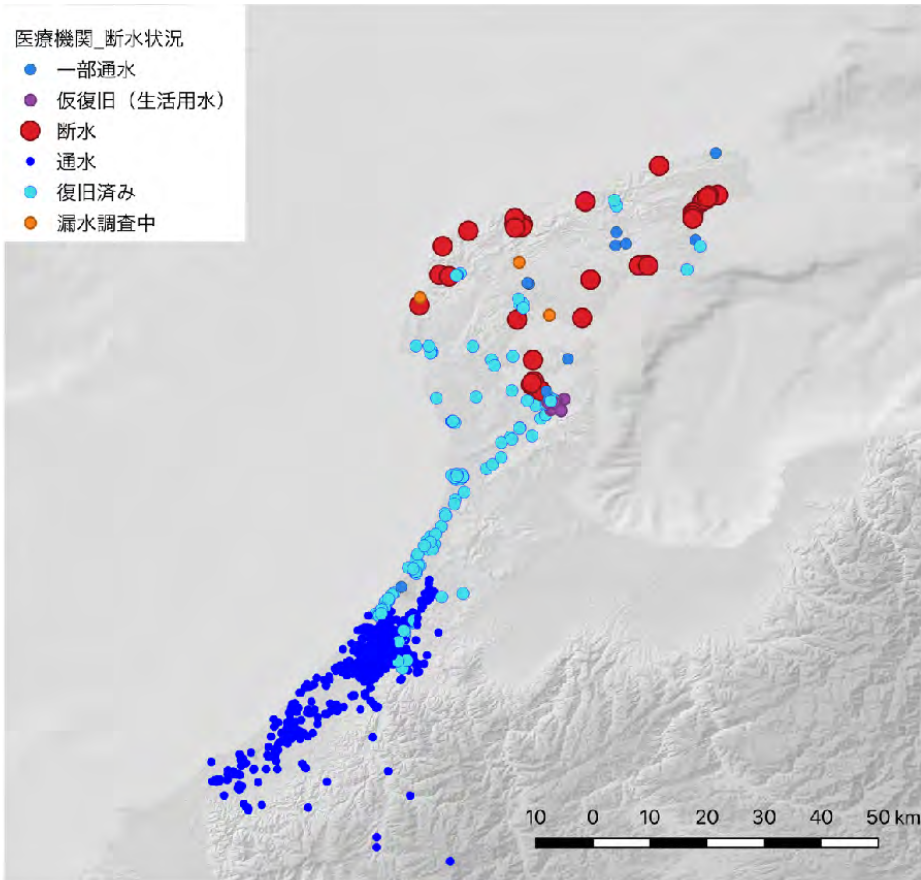 医療機関_断水状況
一部通水
仮復旧（生活用水）
断水
通水
復旧済み
漏水調査中
10 0 10 20 30 40 50 km